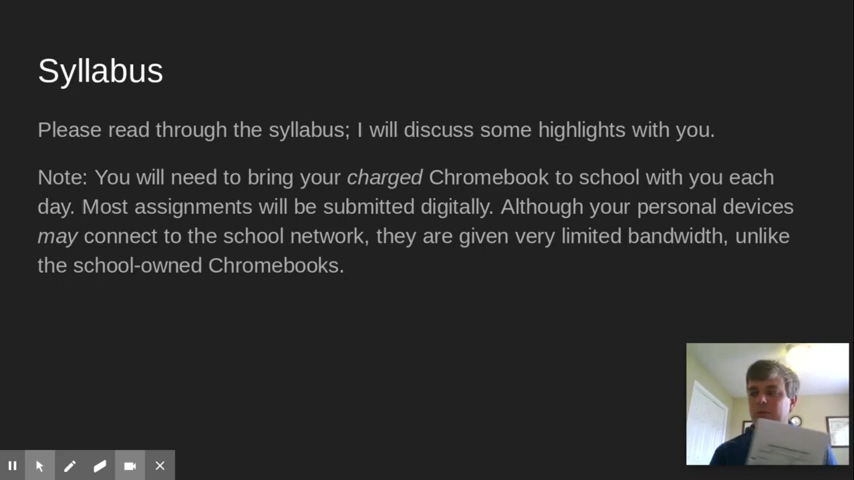 Syllabus
Please read through the syllabus; I will discuss some highlights with you.
Note: You will need to bring your charged Chromebook to school with you each
day. Most assignments will be submitted digitally. Although your personal devices
may connect to the school network, they are given very limited bandwidth, unlike
the school-owned Chromebooks.